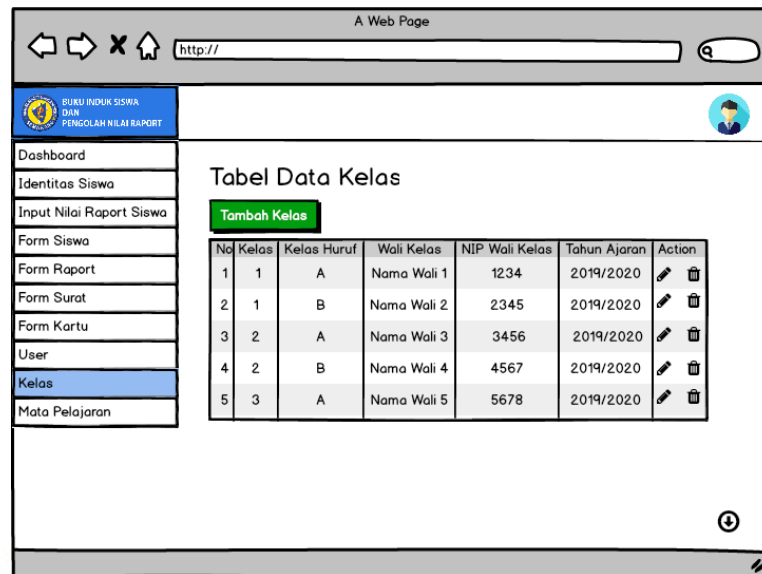 A Web Page
http://
BUKU INDUK SISWA
DAN
PENGOLAH NILAI RAPORT
Dashboard
Identitas Siswa
Input Nilai Raport Siswa
Form Siswa
Form Raport
Form Surat
Form Kartu
User
Kelas
Mata Pelajaran
Tabel Data Kelas
Tambah Kelas
No Kelas Kelas Huruf Wali Kelas NIP Wali Kelas Tahun Ajaran Action
1 1 A Nama Wali 1 1234 2019/2020
2 1 B Nama Wali 2 2345 2019/2020
3 2 A Nama Wali 3 3456 2019/2020
4 2 B Nama Wali 4 4567 2019/2020
5 3 A Nama Wali 5 5678 2019/2020